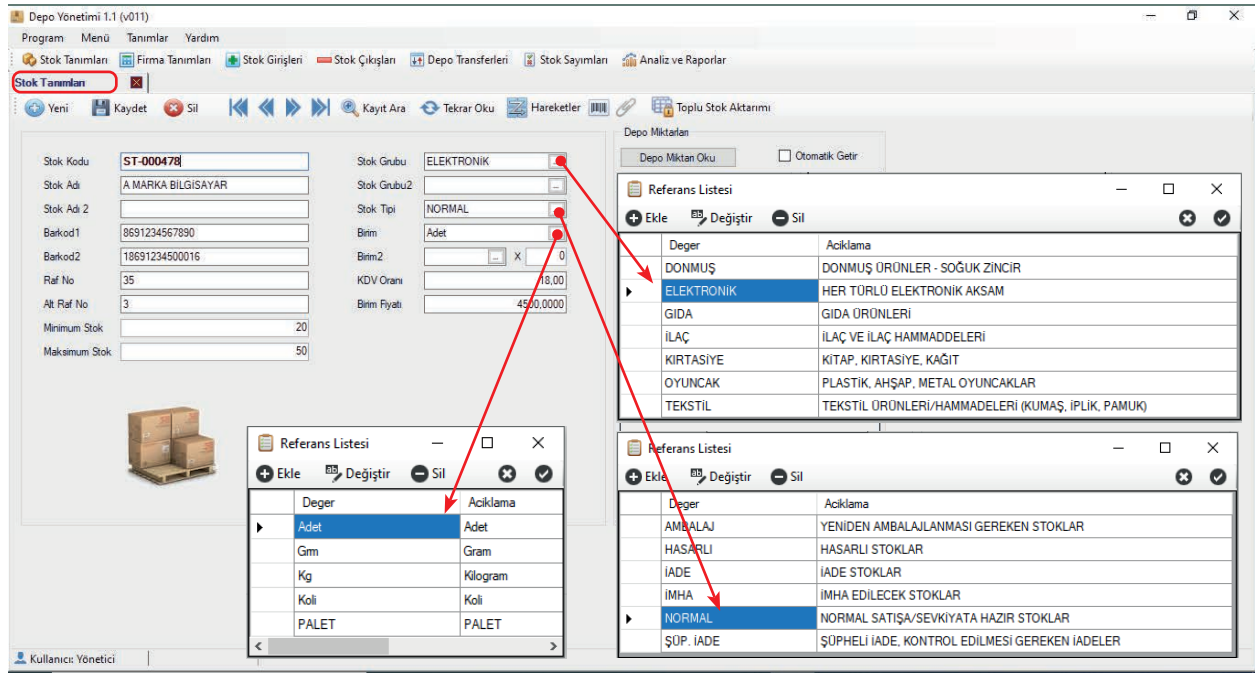 Depo Yönetimi 1.1 (v011)
Program Menü Tanımlar Yardım
Stok Tanımları Firma Tanımları Stok Girişleri Stok Çıkışları Depo Transferleri Stok Sayımları Analiz ve Raporlar
Stok Tanımları
Yeni Kaydet Sil Kayıt Ara Tekrar Oku Hareketler Toplu Stok Aktarımı
Stok Kodu ST-000478
Stok Adı A MARKA BİLGİSAYAR
Stok Adı 2
Barkod1 8691234567890
Barkod2 18691234500016
Raf No 35
Alt Raf No 3
Minimum Stok 20
Maksimum Stok 50
Stok Grubu ELEKTRONİK ...
Stok Grubu2 ...
Stok Tipi NORMAL
Birim Adet
Birim2 ... X 0
KDV Oranı 18,00
Birim Fiyatı 4500,0000
Depo Miktarları
Depo Miktarı Oku Otomatik Getir
Referans Listesi
Ekle Değiştir Sil
Deger Aciklama
DONMUŞ DONMUŞ ÜRÜNLER - SOĞUK ZİNCİR
ELEKTRONİK HER TÜRLÜ ELEKTRONİK AKSAM
GIDA GIDA ÜRÜNLERİ
İLAÇ İLAÇ VE İLAÇ HAMMADDELERİ
KIRTASİYE KİTAP, KIRTASİYE, KAĞIT
OYUNCAK PLASTİK, AHŞAP, METAL OYUNCAKLAR
TEKSTİL TEKSTİL ÜRÜNLERİ/HAMMADELERİ (KUMAŞ, İPLİK, PAMUK)
Referans Listesi
Ekle Değiştir Sil
Deger Aciklama
Adet Adet
Grm Gram
Kg Kilogram
Koli Koli
PALET PALET
Referans Listesi
Ekle Değiştir Sil
Deger Aciklama
AMBALAJ YENİDEN AMBALAJLANMASI GEREKEN STOKLAR
HASARLI HASARLI STOKLAR
İADE İADE STOKLAR
İMHA İMHA EDİLECEK STOKLAR
NORMAL NORMAL SATIŞA/SEVKİYATA HAZIR STOKLAR
ŞÜP. İADE ŞÜPHELİ İADE, KONTROL EDİLMESİ GEREKEN İADELER
Kullanıcı: Yönetici